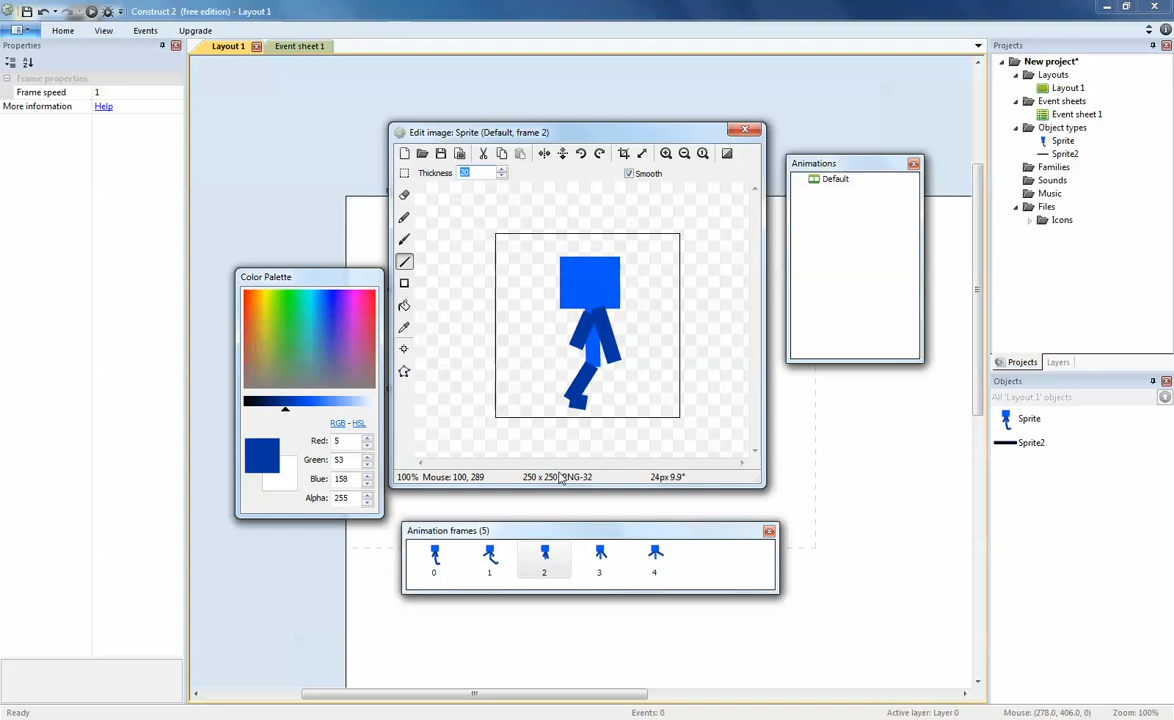 Construct 2 (free edition) - Layout 1
Home View Events Upgrade
Properties
Frame properties
Frame speed 1
More information Help
Layout 1
Event sheet 1
Edit image: Sprite (Default, frame 2)
Thickness 20
Smooth
100% Mouse: 100, 289 250 x 250 PNG-32 24px 9.9°
Color Palette
RGB - HSL
Red: 5
Green: 53
Blue: 158
Alpha: 255
Animations
Default
Animation frames (5)
0 1 2 3 4
Projects
New project*
Layouts
Layout 1
Event sheets
Event sheet 1
Object types
Sprite
Sprite2
Families
Sounds
Music
Files
Icons
Projects Layers
Objects
All 'Layout 1' objects
Sprite
Sprite2
Ready
Events: 0
Active layer: Layer 0
Mouse: (278.0, 406.0, 0)
Zoom: 100%